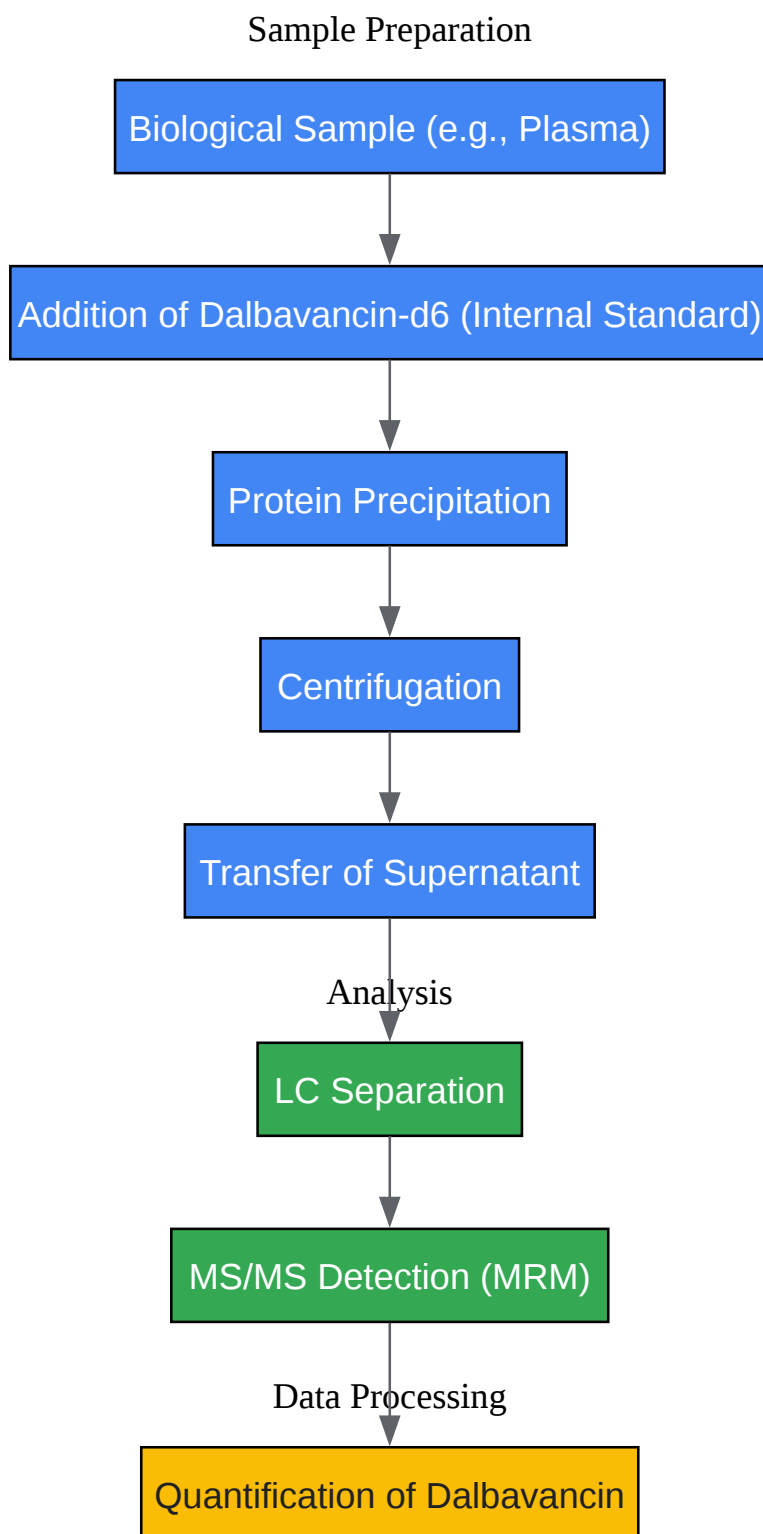 Sample Preparation
Biological Sample (e.g., Plasma)
Addition of Dalbavancin-d6 (Internal Standard)
Protein Precipitation
Centrifugation
Transfer of Supernatant
Analysis
LC Separation
MS/MS Detection (MRM)
Data Processing
Quantification of Dalbavancin